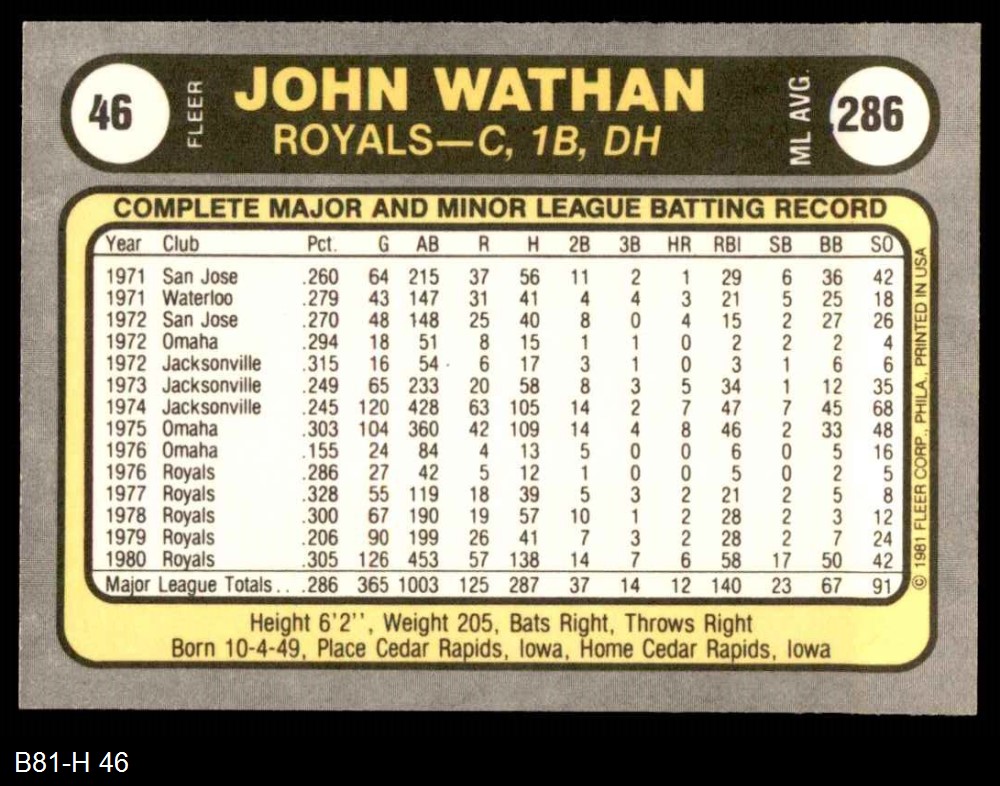 46 FLEER JOHN WATHAN ML AVG. .286
ROYALS—C, 1B, DH
COMPLETE MAJOR AND MINOR LEAGUE BATTING RECORD
Year Club Pct. G AB R H 2B 3B HR RBI SB BB SO
1971 San Jose .260 64 215 37 56 11 2 1 29 6 36 42
1971 Waterloo .279 43 147 31 41 4 4 3 21 5 25 18
1972 San Jose .270 48 148 25 40 8 0 4 15 2 27 26
1972 Omaha .294 18 51 8 15 1 1 0 2 2 2 4
1972 Jacksonville .315 16 54 6 17 3 1 0 3 1 6 6
1973 Jacksonville .249 65 233 20 58 8 3 5 34 1 12 35
1974 Jacksonville .245 120 428 63 105 14 2 7 47 7 45 68
1975 Omaha .303 104 360 42 109 14 4 8 46 2 33 48
1976 Omaha .155 24 84 4 13 5 0 0 6 0 5 16
1976 Royals .286 27 42 5 12 1 0 0 5 0 2 5
1977 Royals .328 55 119 18 39 5 3 2 21 2 5 8
1978 Royals .300 67 190 19 57 10 1 2 28 2 3 12
1979 Royals .206 90 199 26 41 7 3 2 28 2 7 24
1980 Royals .305 126 453 57 138 14 7 6 58 17 50 42
Major League Totals. . .286 365 1003 125 287 37 14 12 140 23 67 91
© 1981 FLEER CORP., PHILA., PRINTED IN USA
Height 6'2'', Weight 205, Bats Right, Throws Right
Born 10-4-49, Place Cedar Rapids, Iowa, Home Cedar Rapids, Iowa
B81-H 46